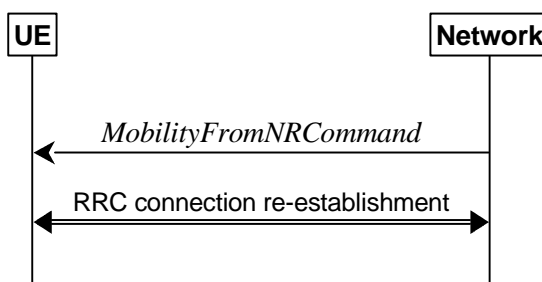 UE
Network
MobilityFromNRCommand
RRC connection re-establishment